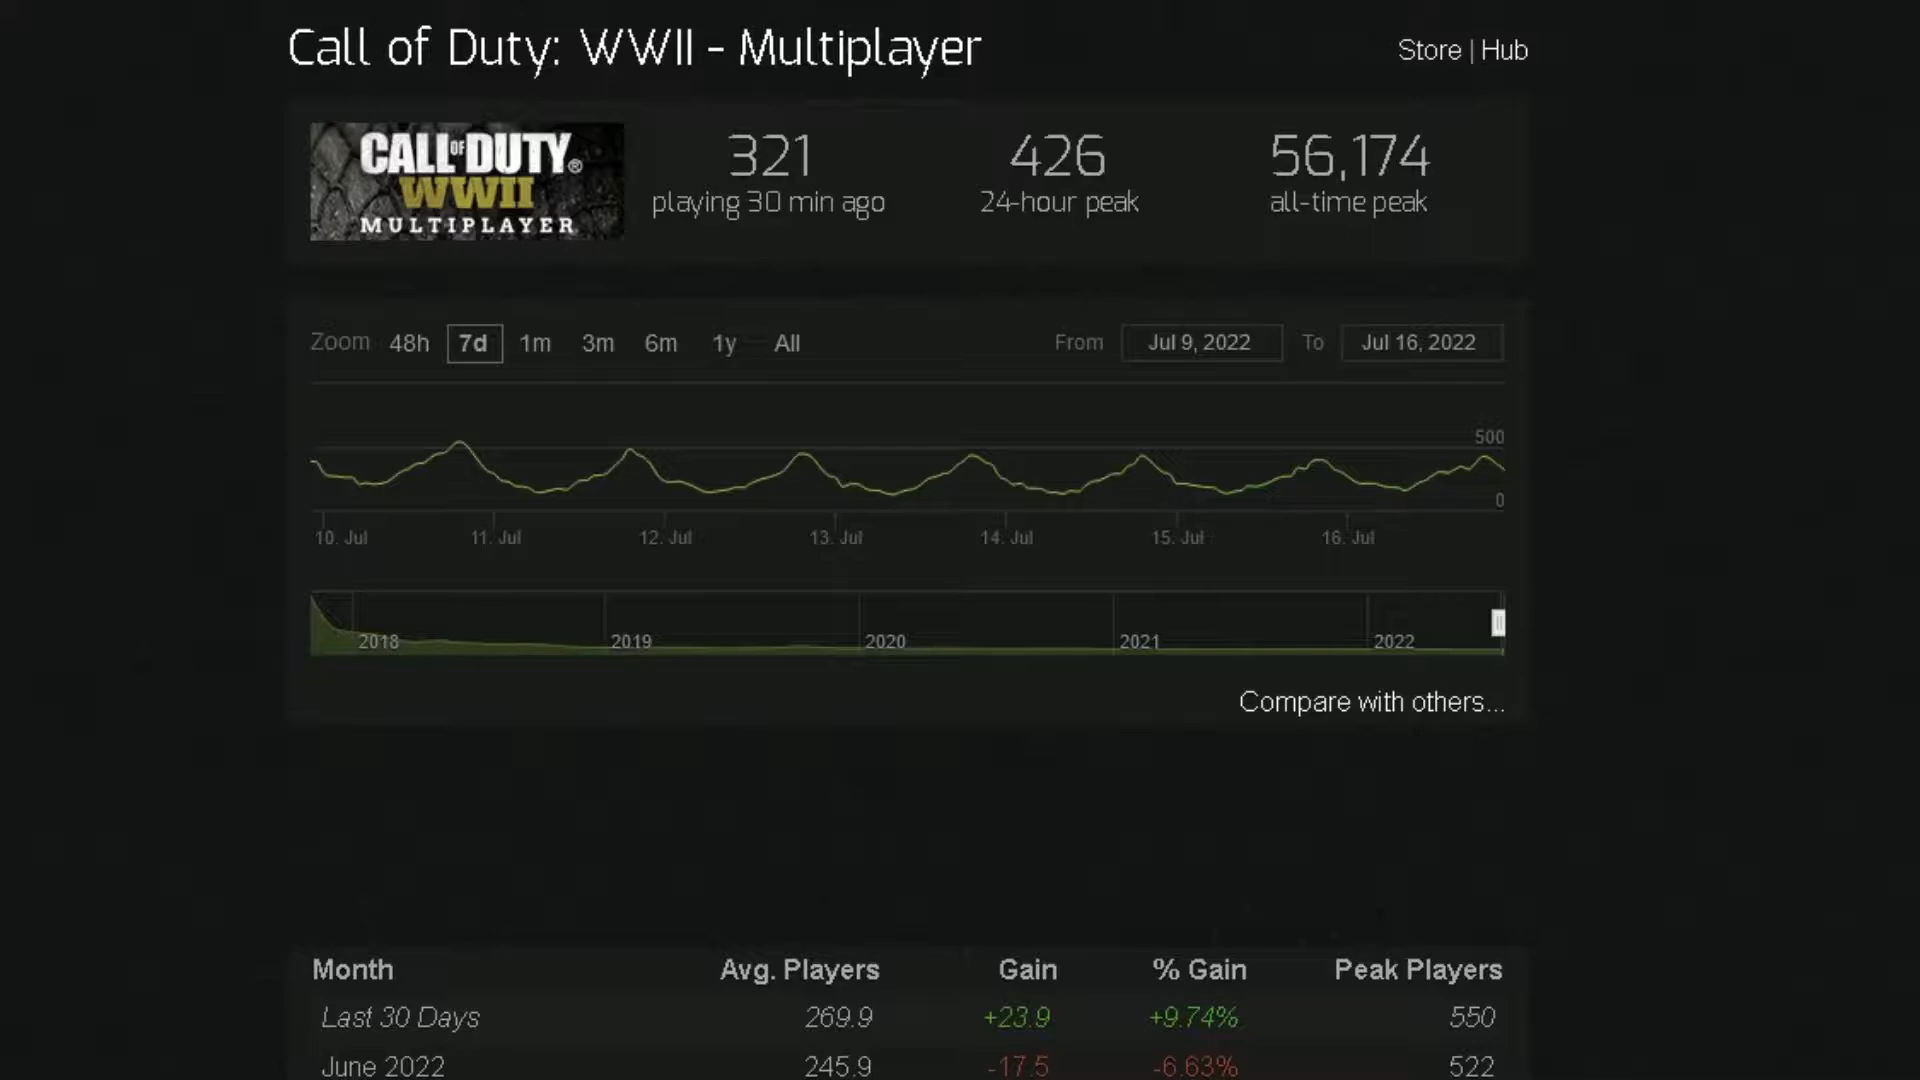 Call of Duty: WWII - Multiplayer
Store | Hub
CALL OF DUTY®
WWII
MULTIPLAYER
321
playing 30 min ago
426
24-hour peak
56,174
all-time peak
Zoom 48h 7d 1m 3m 6m 1y All
From Jul 9, 2022 To Jul 16, 2022
500
0
10. Jul 11. Jul 12. Jul 13. Jul 14. Jul 15. Jul 16. Jul
2018 2019 2020 2021 2022
Compare with others...
Month Avg. Players Gain % Gain Peak Players
Last 30 Days 269.9 +23.9 +9.74% 550
June 2022 245.9 -17.5 -6.63% 522